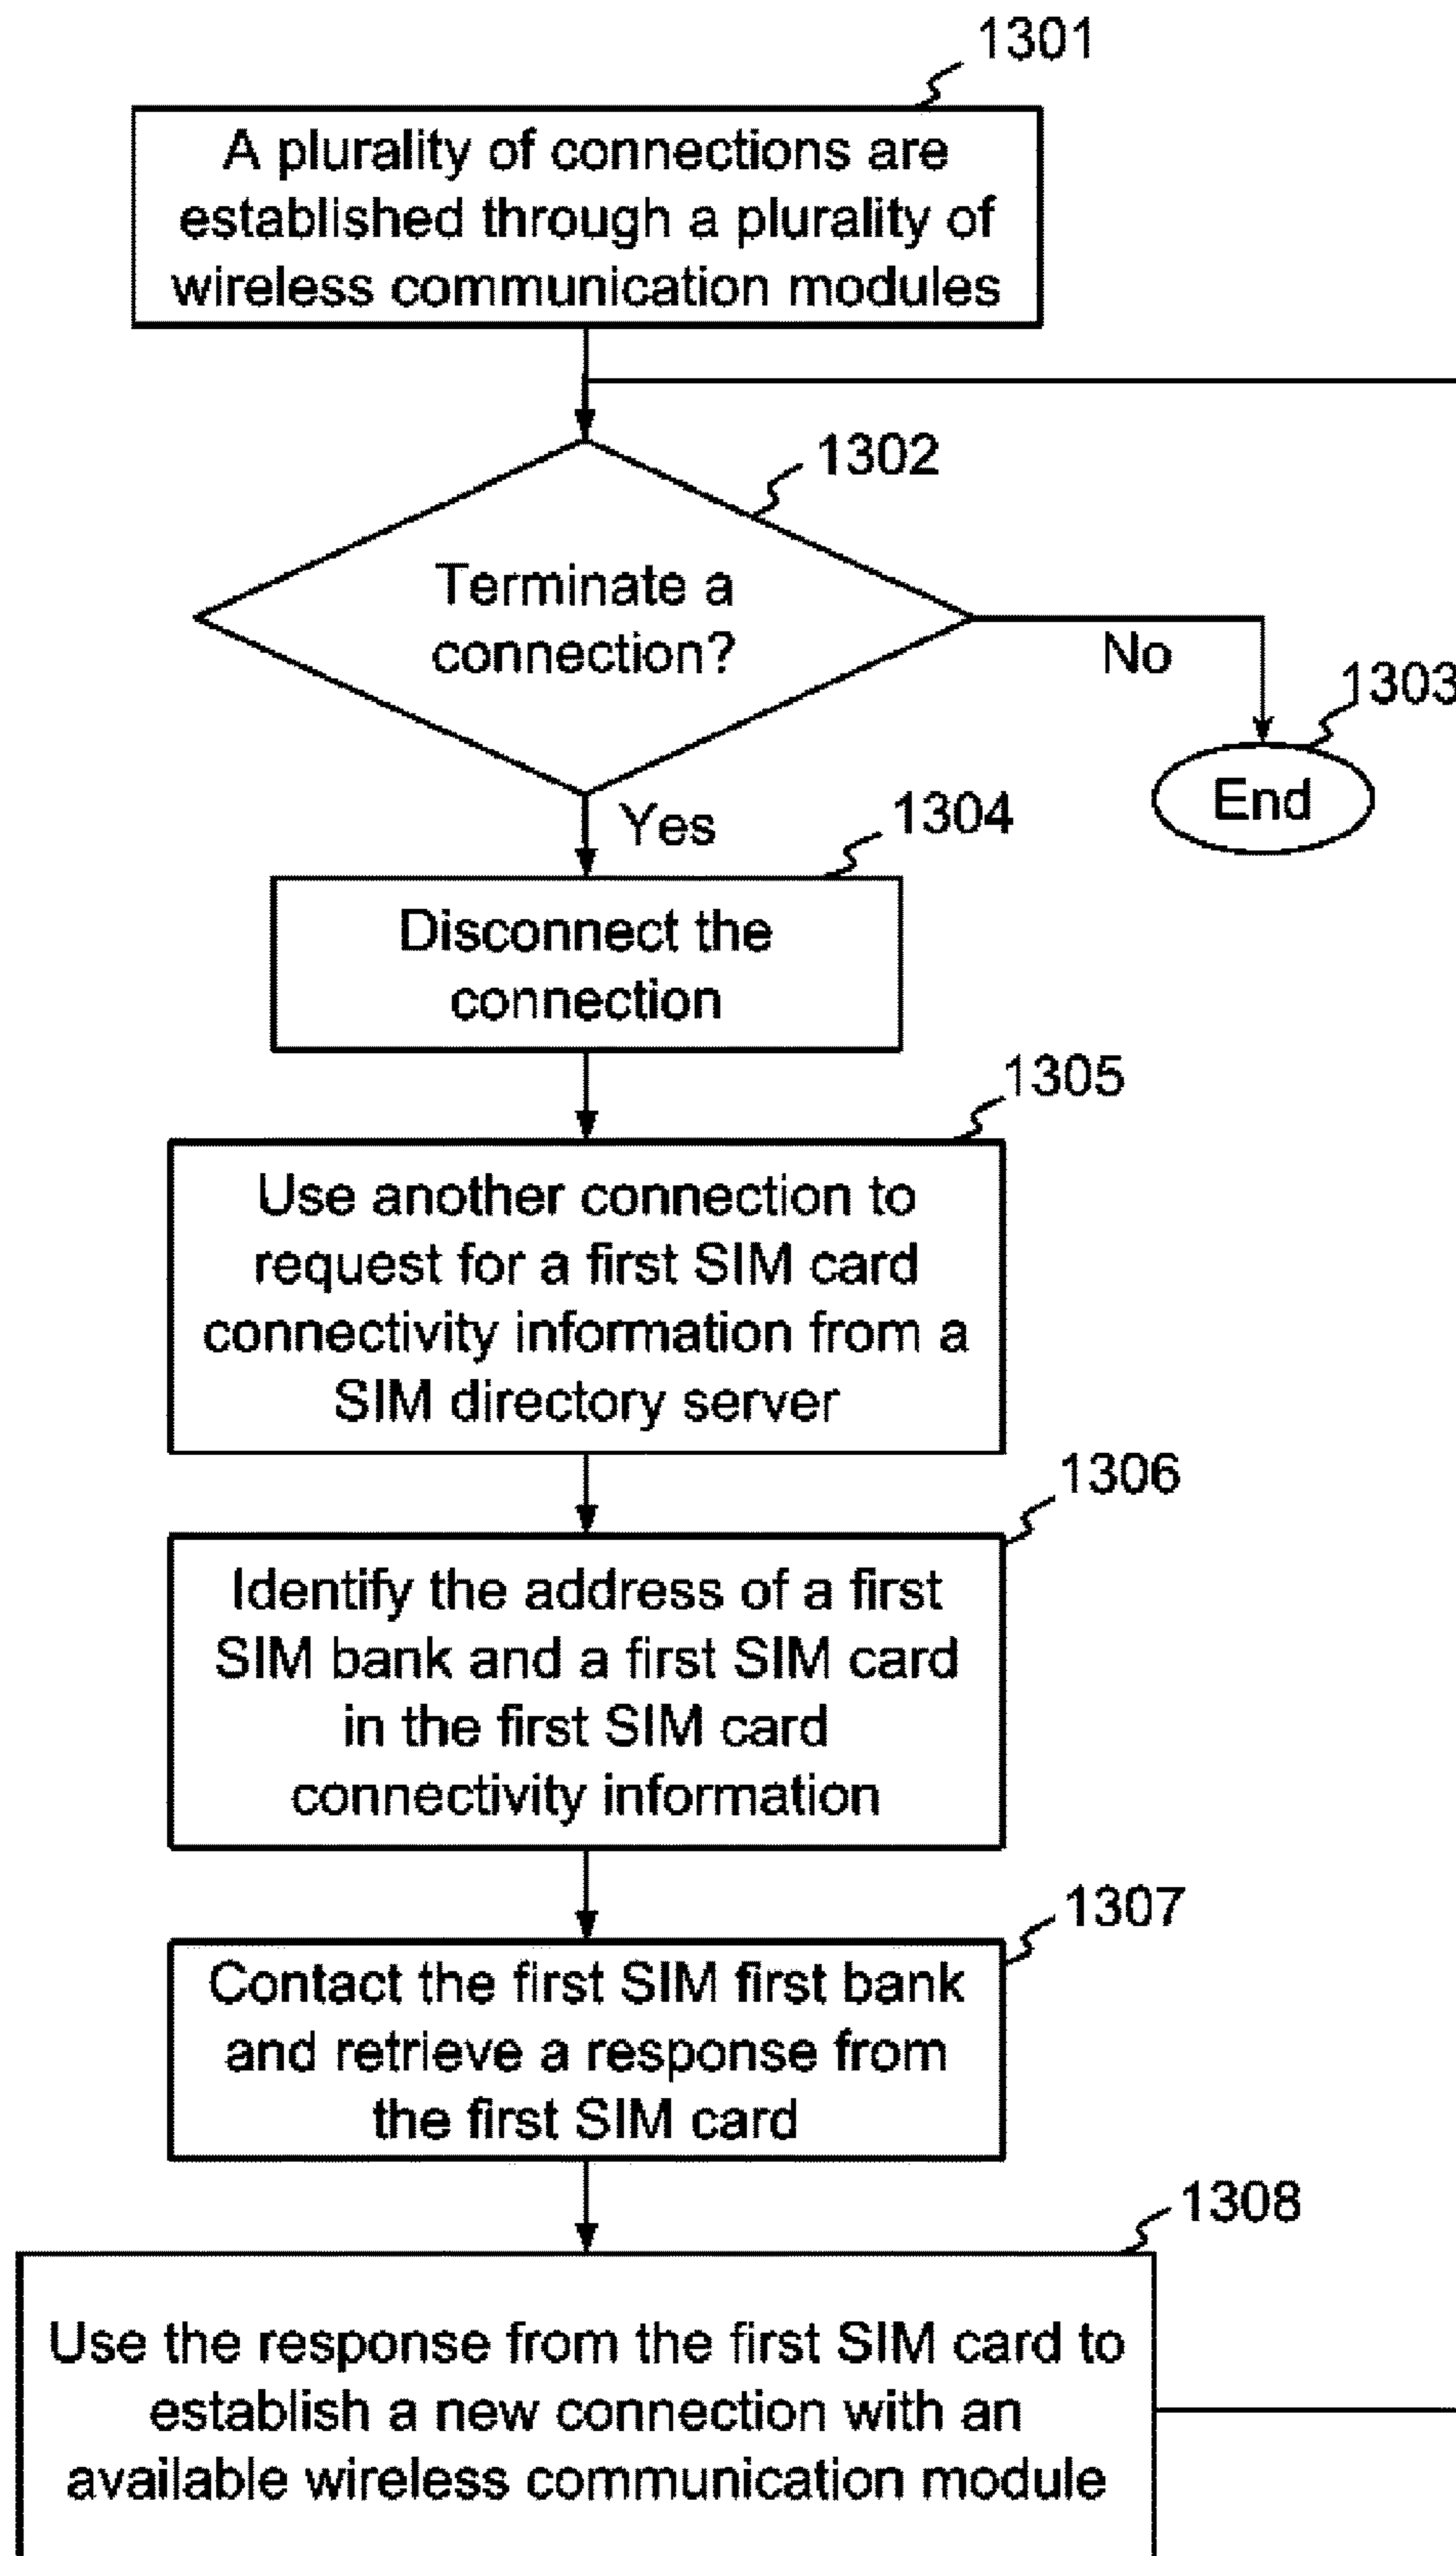 1301
A plurality of connections are
established through a plurality of
wireless communication modules
1302
Terminate a
connection?
No
1303
End
Yes
1304
Disconnect the
connection
1305
Use another connection to
request for a first SIM card
connectivity information from a
SIM directory server
1306
Identify the address of a first
SIM bank and a first SIM card
in the first SIM card
connectivity information
1307
Contact the first SIM first bank
and retrieve a response from
the first SIM card
1308
Use the response from the first SIM card to
establish a new connection with an
available wireless communication module